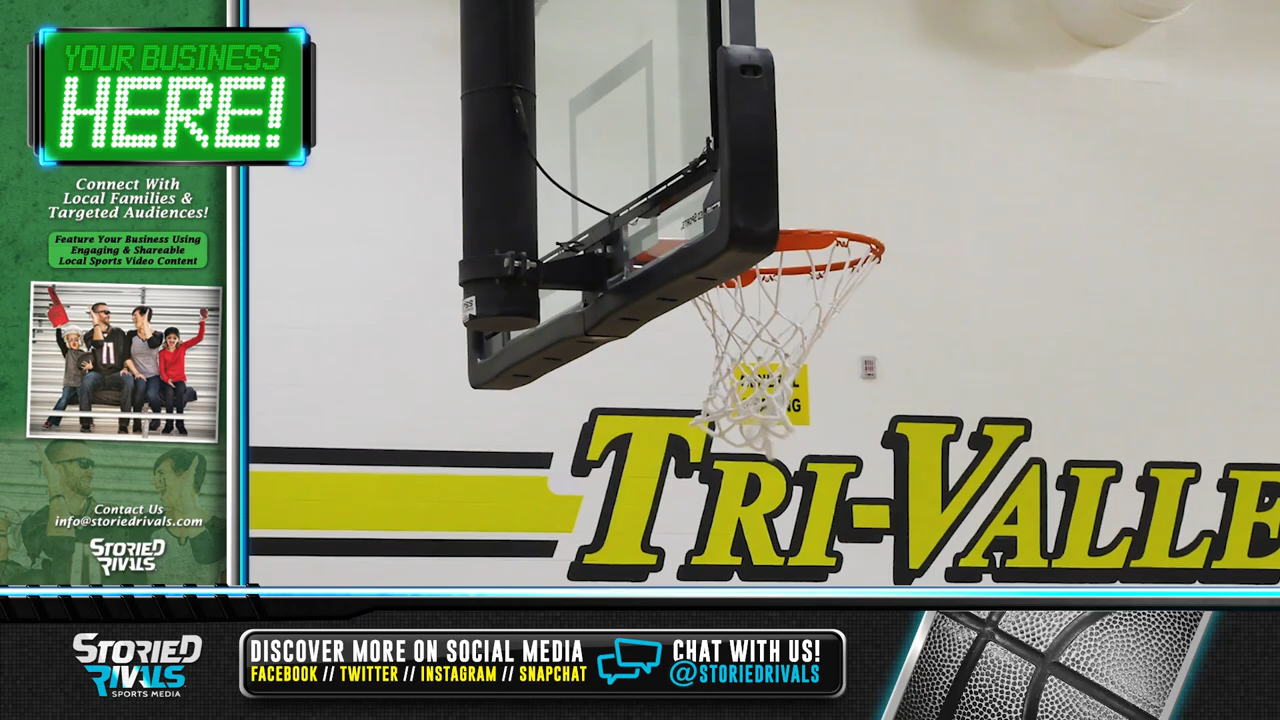 YOUR BUSINESS
HERE!
Connect With
Local Families &
Targeted Audiences!
Feature Your Business Using
Engaging & Shareable
Local Sports Video Content
Contact Us
info@storiedrivals.com
STORIED
RIVALS
TRI-VALLE
STORIED
RIVALS
SPORTS MEDIA
DISCOVER MORE ON SOCIAL MEDIA
FACEBOOK // TWITTER // INSTAGRAM // SNAPCHAT
CHAT WITH US!
@STORIEDRIVALS